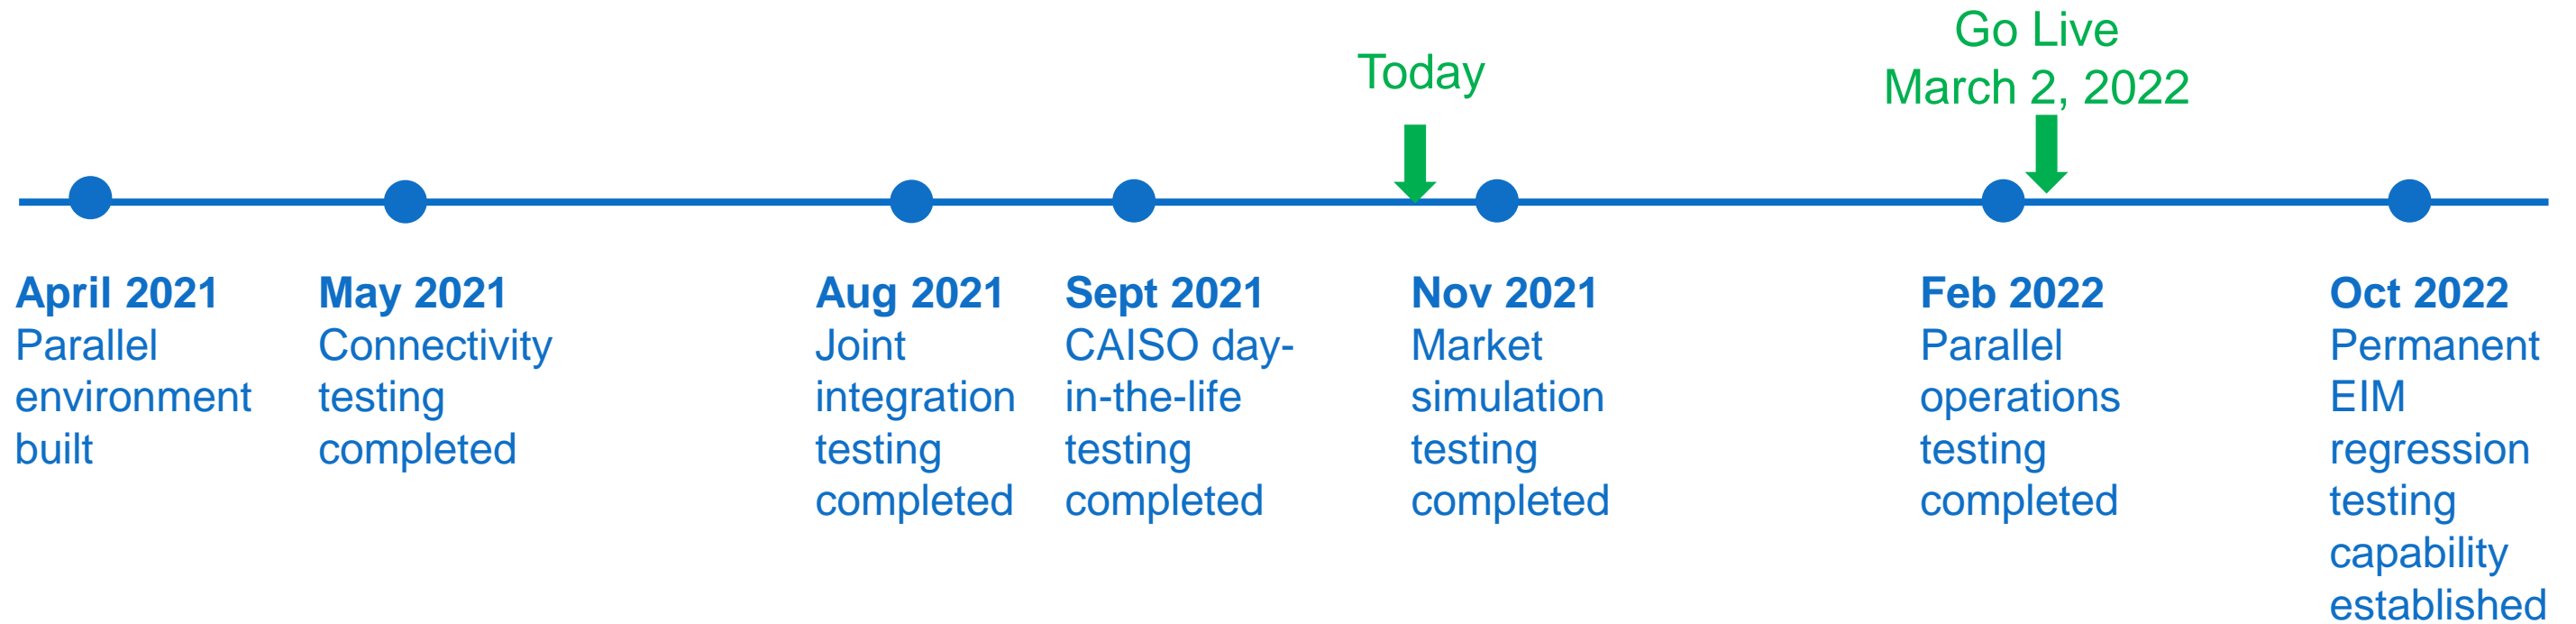 Today
Go Live
March 2, 2022
April 2021
Parallel
environment
built
May 2021
Connectivity
testing
completed
Aug 2021
Joint
integration
testing
completed
Sept 2021
CAISO day-
in-the-life
testing
completed
Nov 2021
Market
simulation
testing
completed
Feb 2022
Parallel
operations
testing
completed
Oct 2022
Permanent
EIM
regression
testing
capability
established